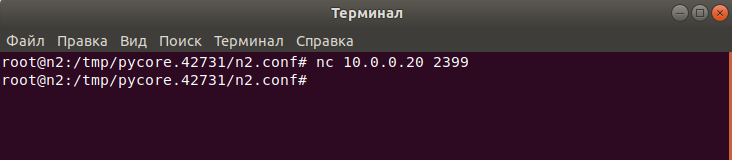 Терминал
Файл Правка Вид Поиск Терминал Справка
root@n2:/tmp/pycore.42731/n2.conf# nc 10.0.0.20 2399
root@n2:/tmp/pycore.42731/n2.conf#